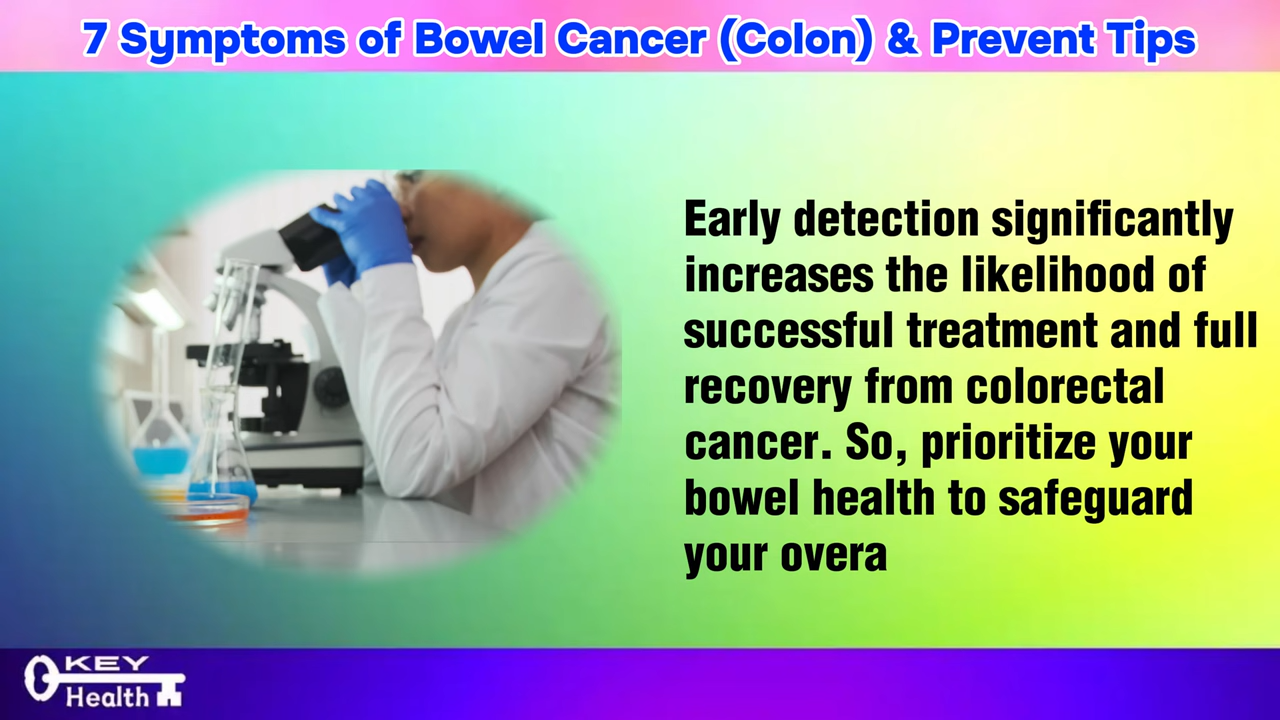 7 Symptoms of Bowel Cancer (Colon) & Prevent Tips
Early detection significantly
increases the likelihood of
successful treatment and full
recovery from colorectal
cancer. So, prioritize your
bowel health to safeguard
your overa
KEY
Health